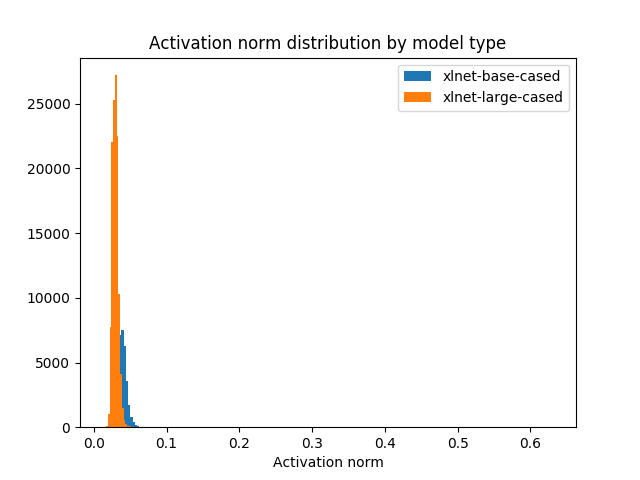 Activation norm distribution by model type
xlnet-base-cased
xlnet-large-cased
25000
20000
15000
10000
5000
0
0.0 0.1 0.2 0.3 0.4 0.5 0.6
Activation norm